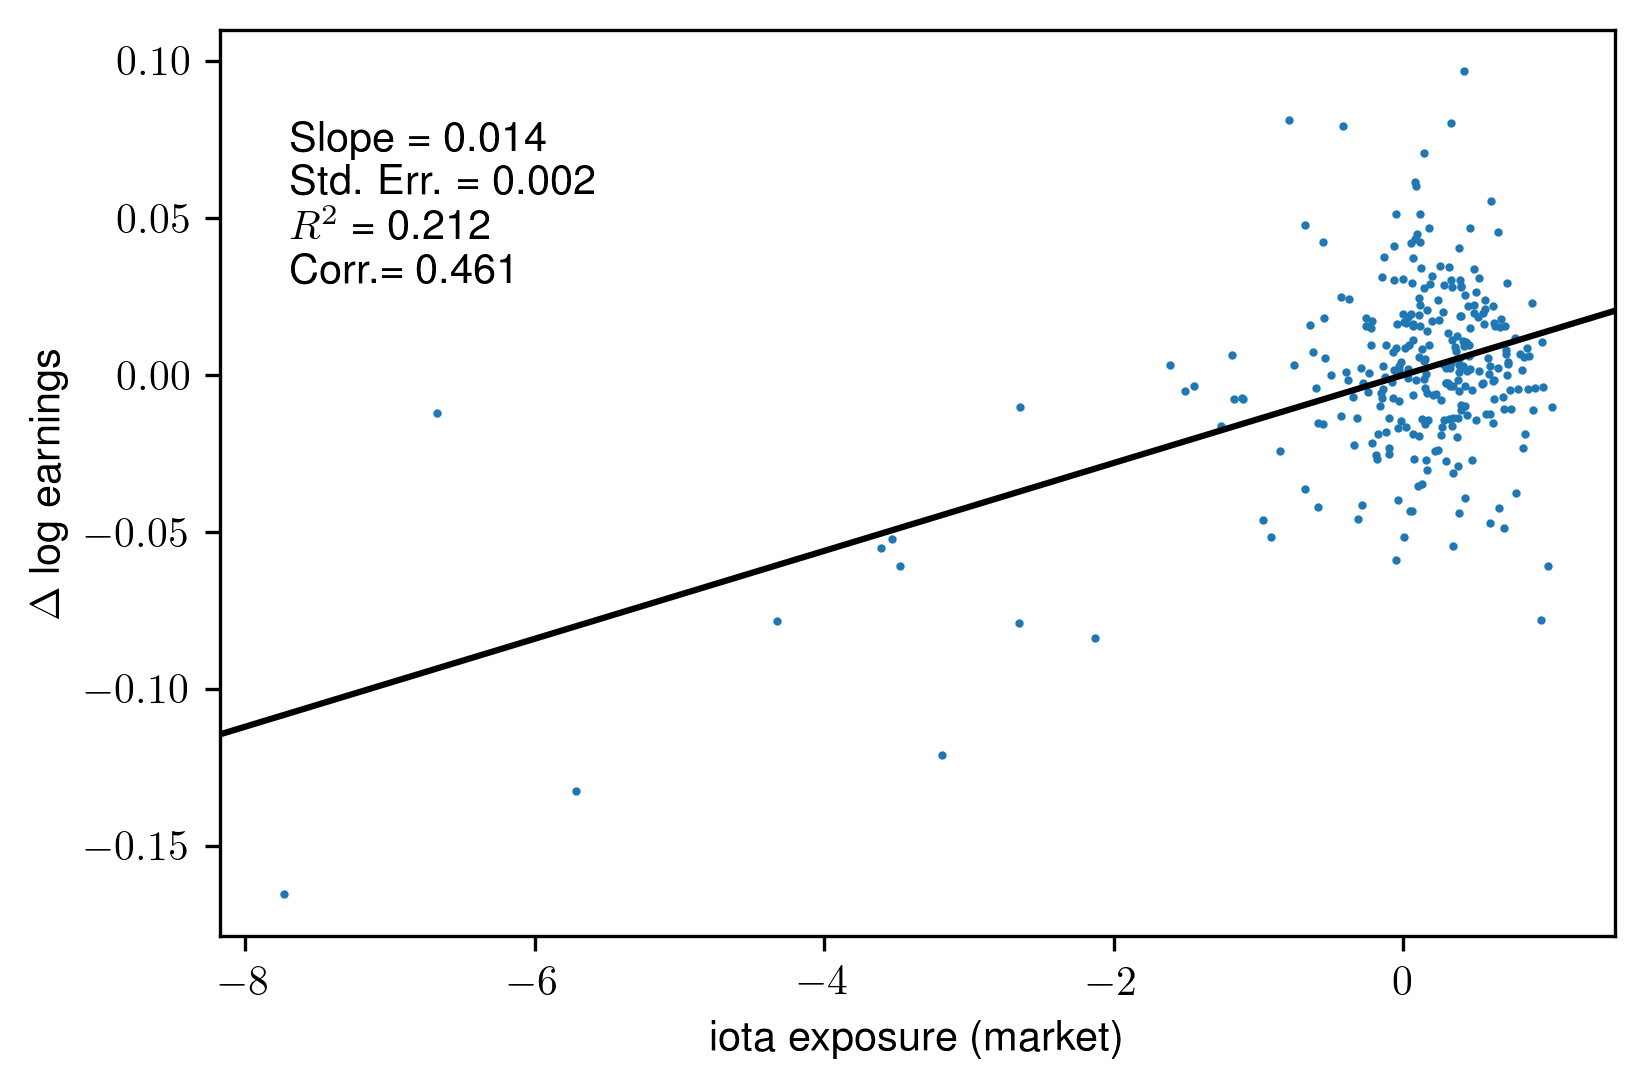 0.10
Slope = 0.014
Std. Err. = 0.002
0.05
R² = 0.212
Corr.= 0.461
0.00
Δ log earnings
−0.05
−0.10
−0.15
−8 −6 −4 −2 0
iota exposure (market)